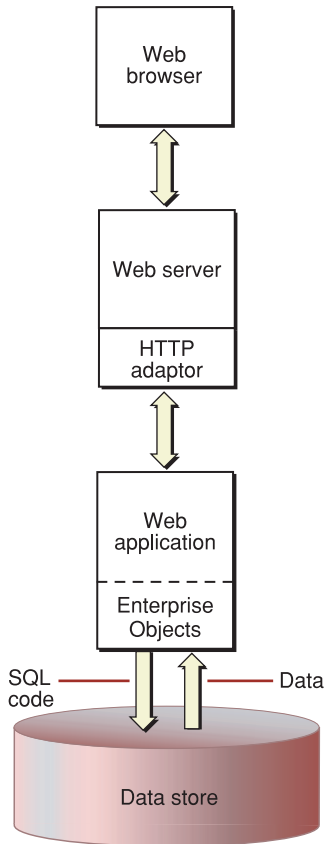 Web
browser
Web server
HTTP
adaptor
Web
application
Enterprise
Objects
SQL
code
Data
Data store